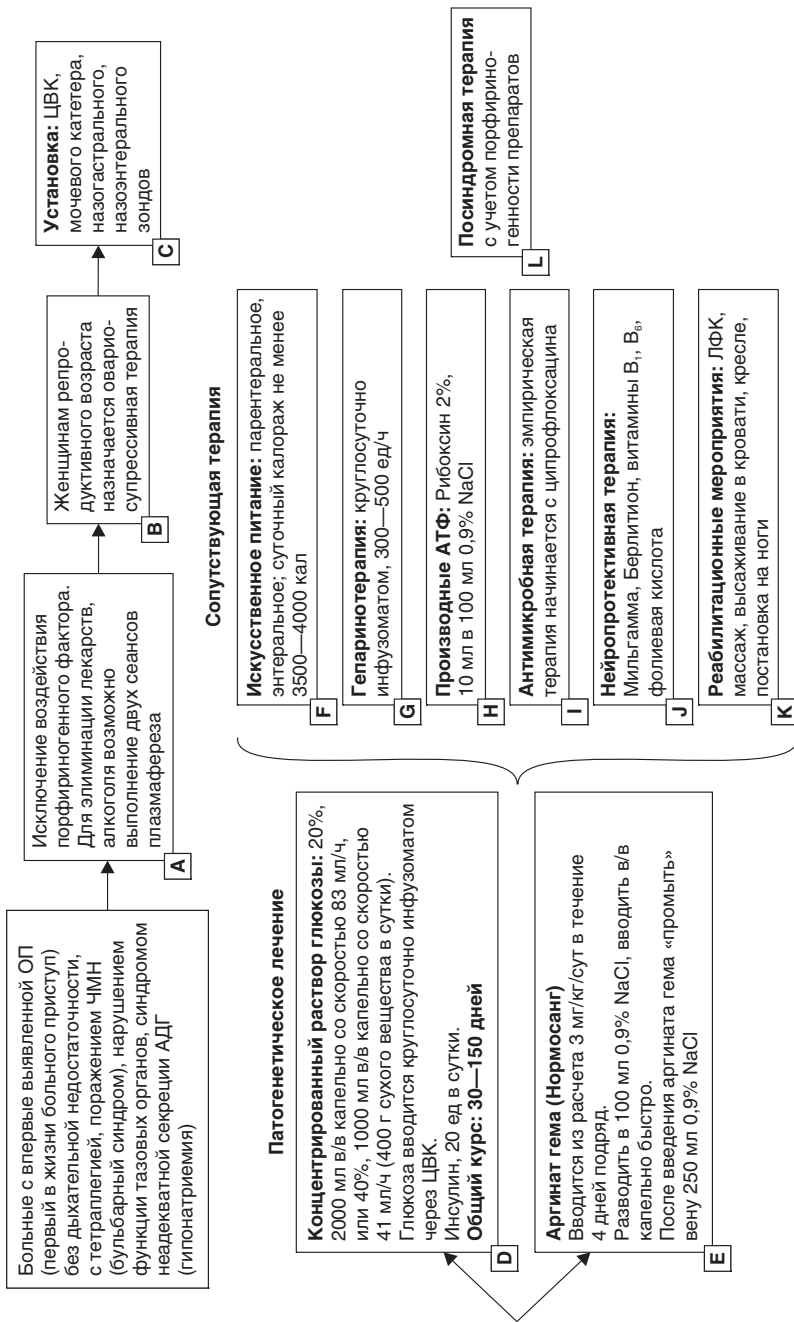 Больные с впервые выявленной ОП
(первый в жизни больного приступ)
без дыхательной недостаточности,
с тетраплегией, поражением ЧМН
(бульбарный синдром), нарушением
функции тазовых органов, синдромом
неадекватной секреции АДГ
(гипонатриемия)
Исключение воздействия
порфириногенного фактора.
Для элиминации лекарств,
алкоголя возможно
выполнение двух сеансов
плазмафереза
A
Женщинам репро-
дуктивного возраста
назначается оварио-
супрессивная терапия
B
Установка: ЦВК,
мочевого катетера,
назогастрального,
назоэнтерального
зондов
C
Патогенетическое лечение
Концентрированный раствор глюкозы: 20%,
2000 мл в/в капельно со скоростью 83 мл/ч,
или 40%, 1000 мл в/в капельно со скоростью
41 мл/ч (400 г сухого вещества в сутки).
Глюкоза вводится круглосуточно инфузоматом
через ЦВК.
Инсулин, 20 ед в сутки.
Общий курс: 30—150 дней
D
Аргинат гема (Нормосанг)
Вводится из расчета 3 мг/кг/сут в течение
4 дней подряд.
Разводить в 100 мл 0,9% NaCl, вводить в/в
капельно быстро.
После введения аргината гема «промыть»
вену 250 мл 0,9% NaCl
E
Сопутствующая терапия
Искусственное питание: парентеральное,
энтеральное; суточный калораж не менее
3500—4000 кал
F
Гепаринотерапия: круглосуточно
инфузоматом, 300—500 ед/ч
G
Производные АТФ: Рибоксин 2%,
10 мл в 100 мл 0,9% NaCl
H
Антимикробная терапия: эмпирическая
терапия начинается с ципрофлоксацина
I
Нейропротективная терапия:
Мильгамма, Берлитион, витамины B₁, B₆,
фолиевая кислота
J
Реабилитационные мероприятия: ЛФК,
массаж, высаживание в кровати, кресле,
постановка на ноги
K
Посиндромная терапия
с учетом порфирино-
генности препаратов
L